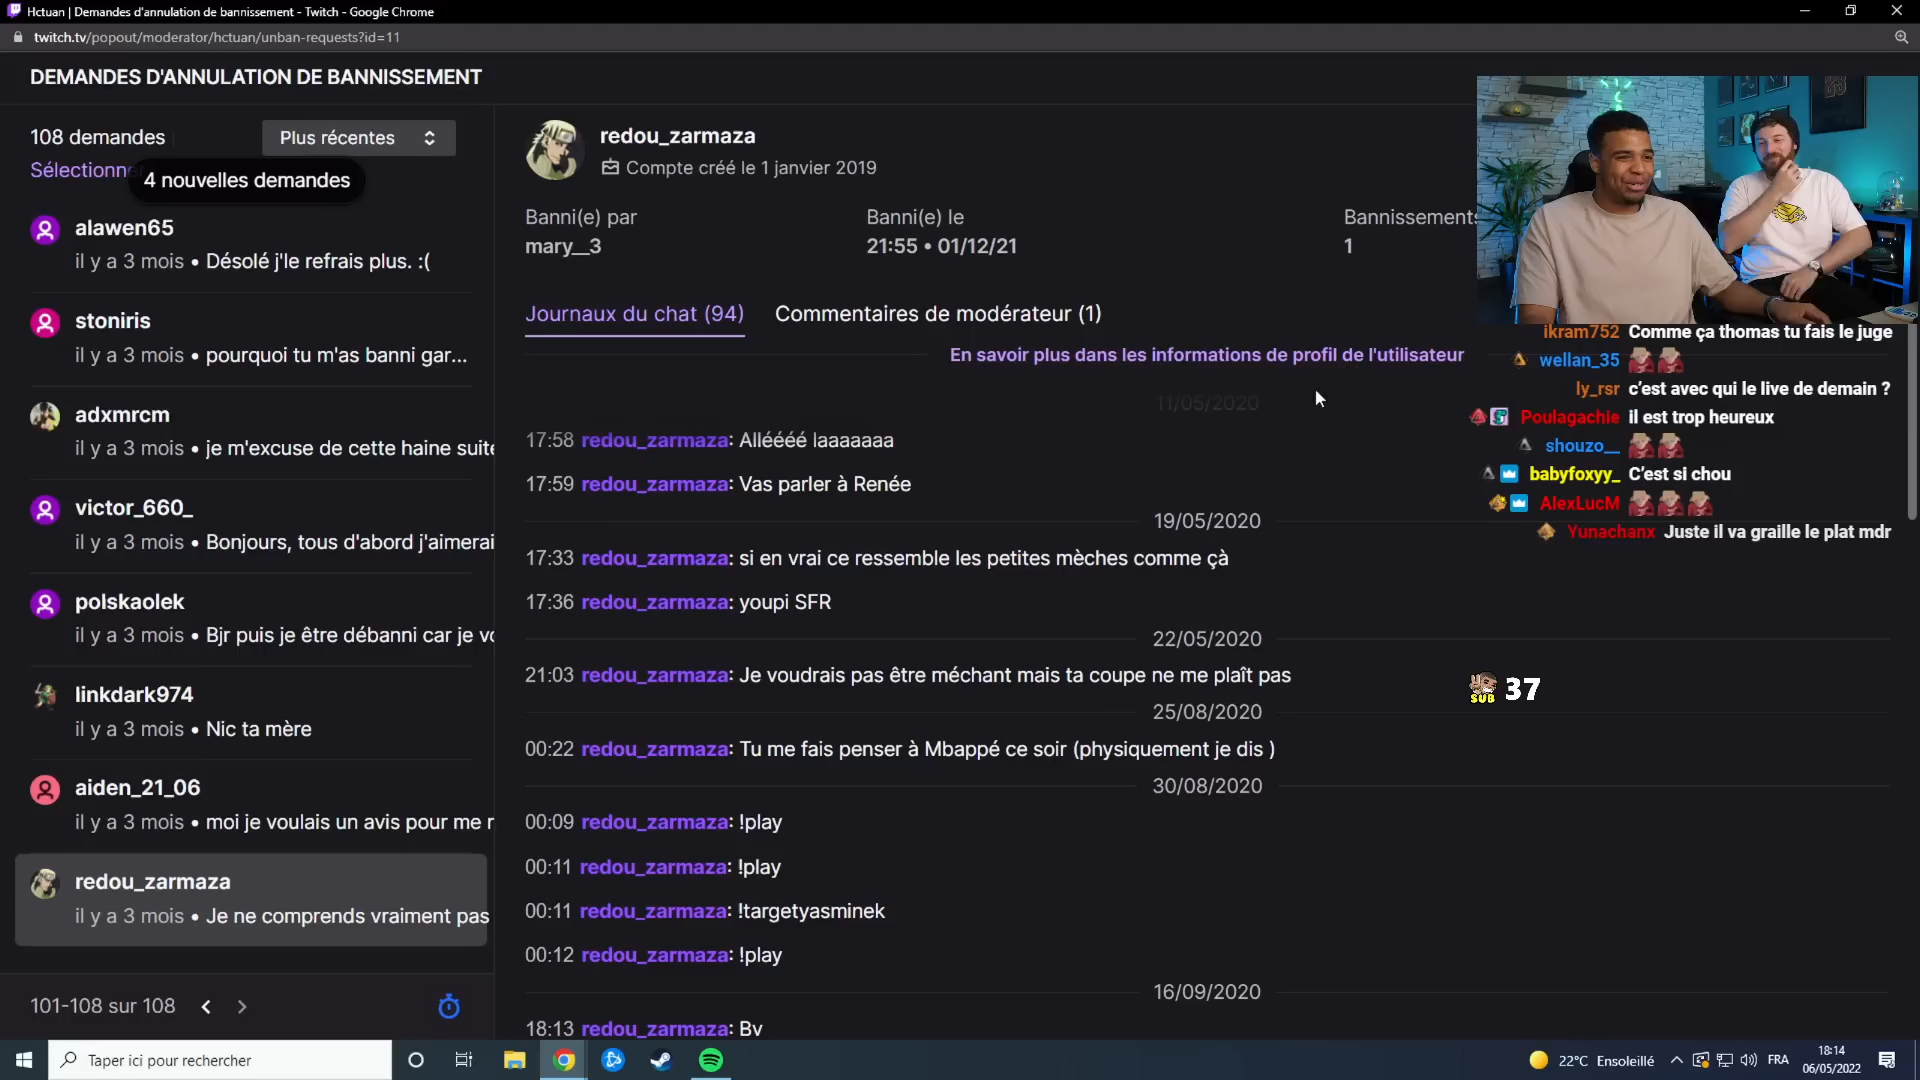 Hctuan | Demandes d'annulation de bannissement - Twitch - Google Chrome
twitch.tv/popout/moderator/hctuan/unban-requests?id=11
DEMANDES D'ANNULATION DE BANNISSEMENT
108 demandes
Plus récentes
Sélectionne
4 nouvelles demandes
alawen65
il y a 3 mois • Désolé j'le refrais plus. :(
stoniris
il y a 3 mois • pourquoi tu m'as banni gar...
adxmrcm
il y a 3 mois • je m'excuse de cette haine suite
victor_660_
il y a 3 mois • Bonjours, tous d'abord j'aimerai
polskaolek
il y a 3 mois • Bjr puis je être débanni car je vo
linkdark974
il y a 3 mois • Nic ta mère
aiden_21_06
il y a 3 mois • moi je voulais un avis pour me r
redou_zarmaza
il y a 3 mois • Je ne comprends vraiment pas
101-108 sur 108
redou_zarmaza
Compte créé le 1 janvier 2019
Banni(e) par
mary__3
Banni(e) le
21:55 • 01/12/21
Bannissements
1
Journaux du chat (94)
Commentaires de modérateur (1)
En savoir plus dans les informations de profil de l'utilisateur
11/05/2020
17:58 redou_zarmaza: Alléééé laaaaaaa
17:59 redou_zarmaza: Vas parler à Renée
19/05/2020
17:33 redou_zarmaza: si en vrai ce ressemble les petites mèches comme çà
17:36 redou_zarmaza: youpi SFR
22/05/2020
21:03 redou_zarmaza: Je voudrais pas être méchant mais ta coupe ne me plaît pas
25/08/2020
00:22 redou_zarmaza: Tu me fais penser à Mbappé ce soir (physiquement je dis )
30/08/2020
00:09 redou_zarmaza: !play
00:11 redou_zarmaza: !play
00:11 redou_zarmaza: !targetyasminek
00:12 redou_zarmaza: !play
16/09/2020
18:13 redou_zarmaza: Bv
ikram752 Comme ça thomas tu fais le juge
wellan_35
ly_rsr c'est avec qui le live de demain ?
Poulagachie il est trop heureux
shouzo__
babyfoxyy_ C'est si chou
AlexLucM
Yunachanx Juste il va graille le plat mdr
SUB 37
Taper ici pour rechercher
22°C Ensoleillé
FRA
18:14
06/05/2022